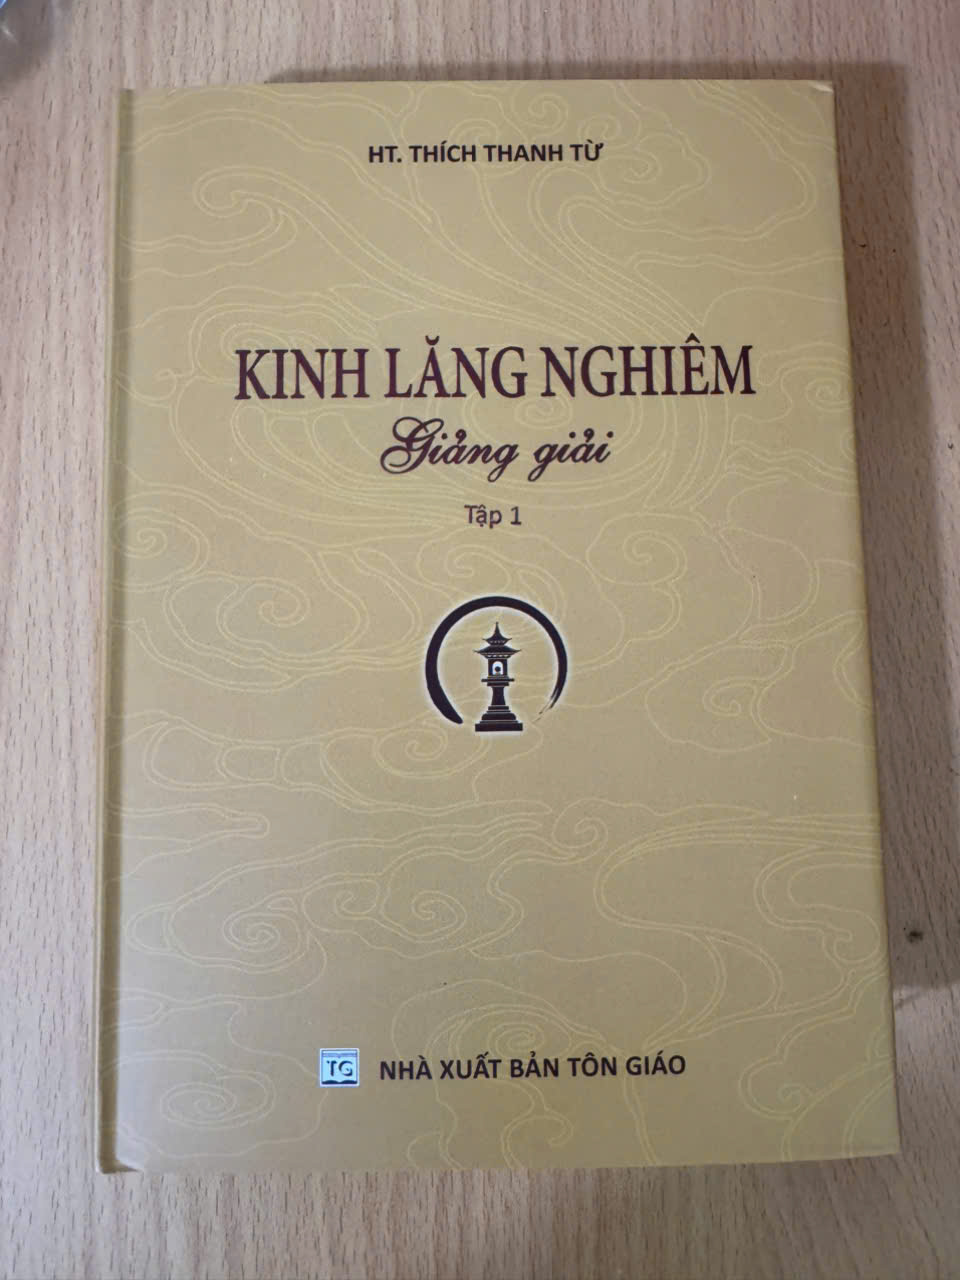 HT. THÍCH THANH TỪ
KINH LĂNG NGHIÊM
Giảng giải
Tập 1
TG
NHÀ XUẤT BẢN TÔN GIÁO